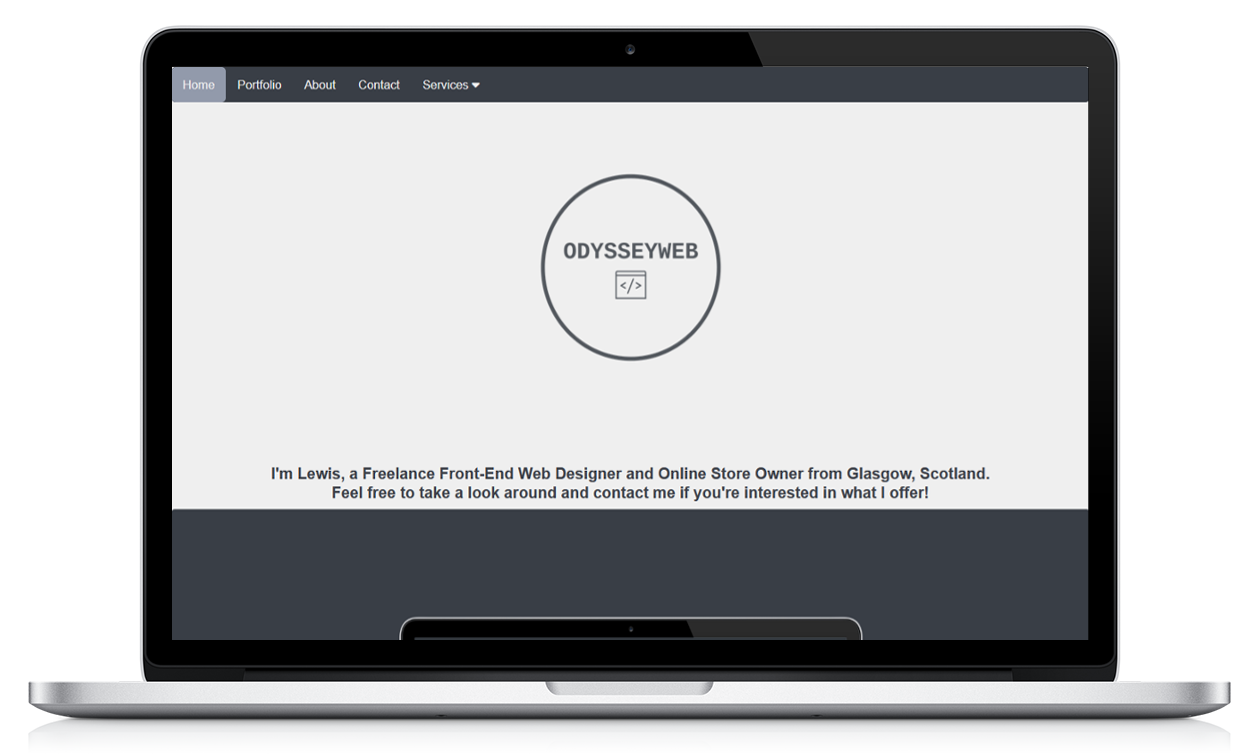 Home Portfolio About Contact Services
ODYSSEYWEB
</>
I'm Lewis, a Freelance Front-End Web Designer and Online Store Owner from Glasgow, Scotland.
Feel free to take a look around and contact me if you're interested in what I offer!